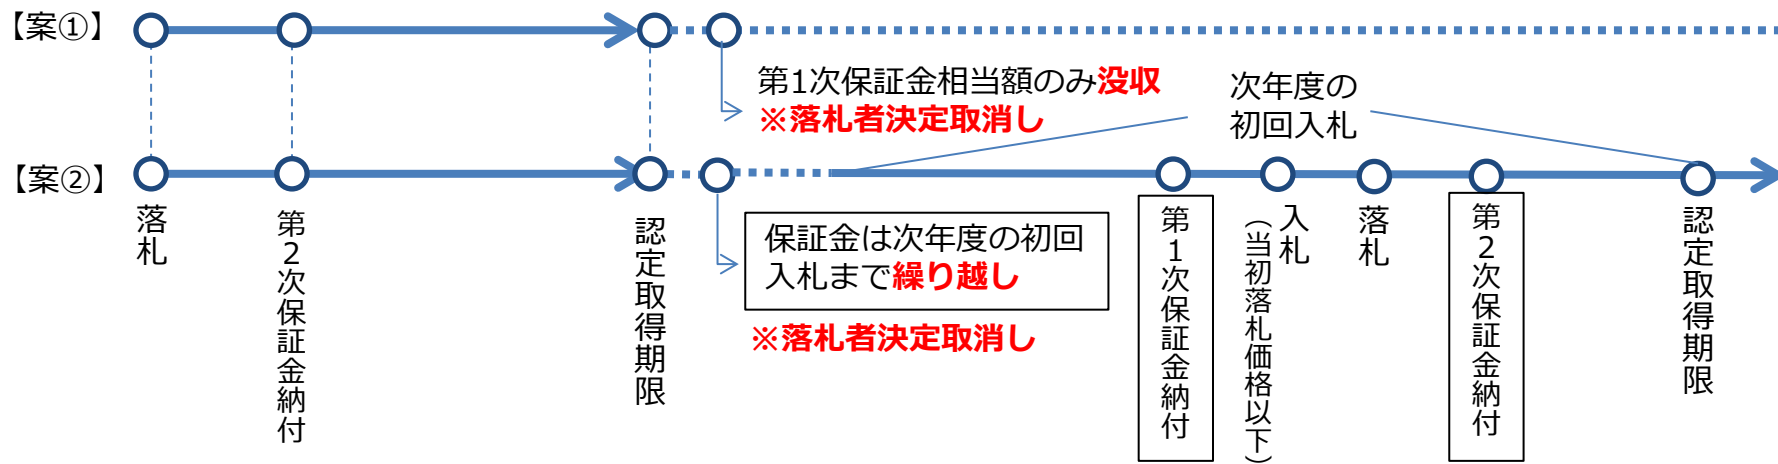 【案①】
第1次保証金相当額のみ没収
※落札者決定取消し
次年度の
初回入札
【案②】
落札
第２次保証金納付
認定取得期限
保証金は次年度の初回
入札まで繰り越し
※落札者決定取消し
第１次保証金納付
入札
（当初落札価格以下）
落札
第２次保証金納付
認定取得期限